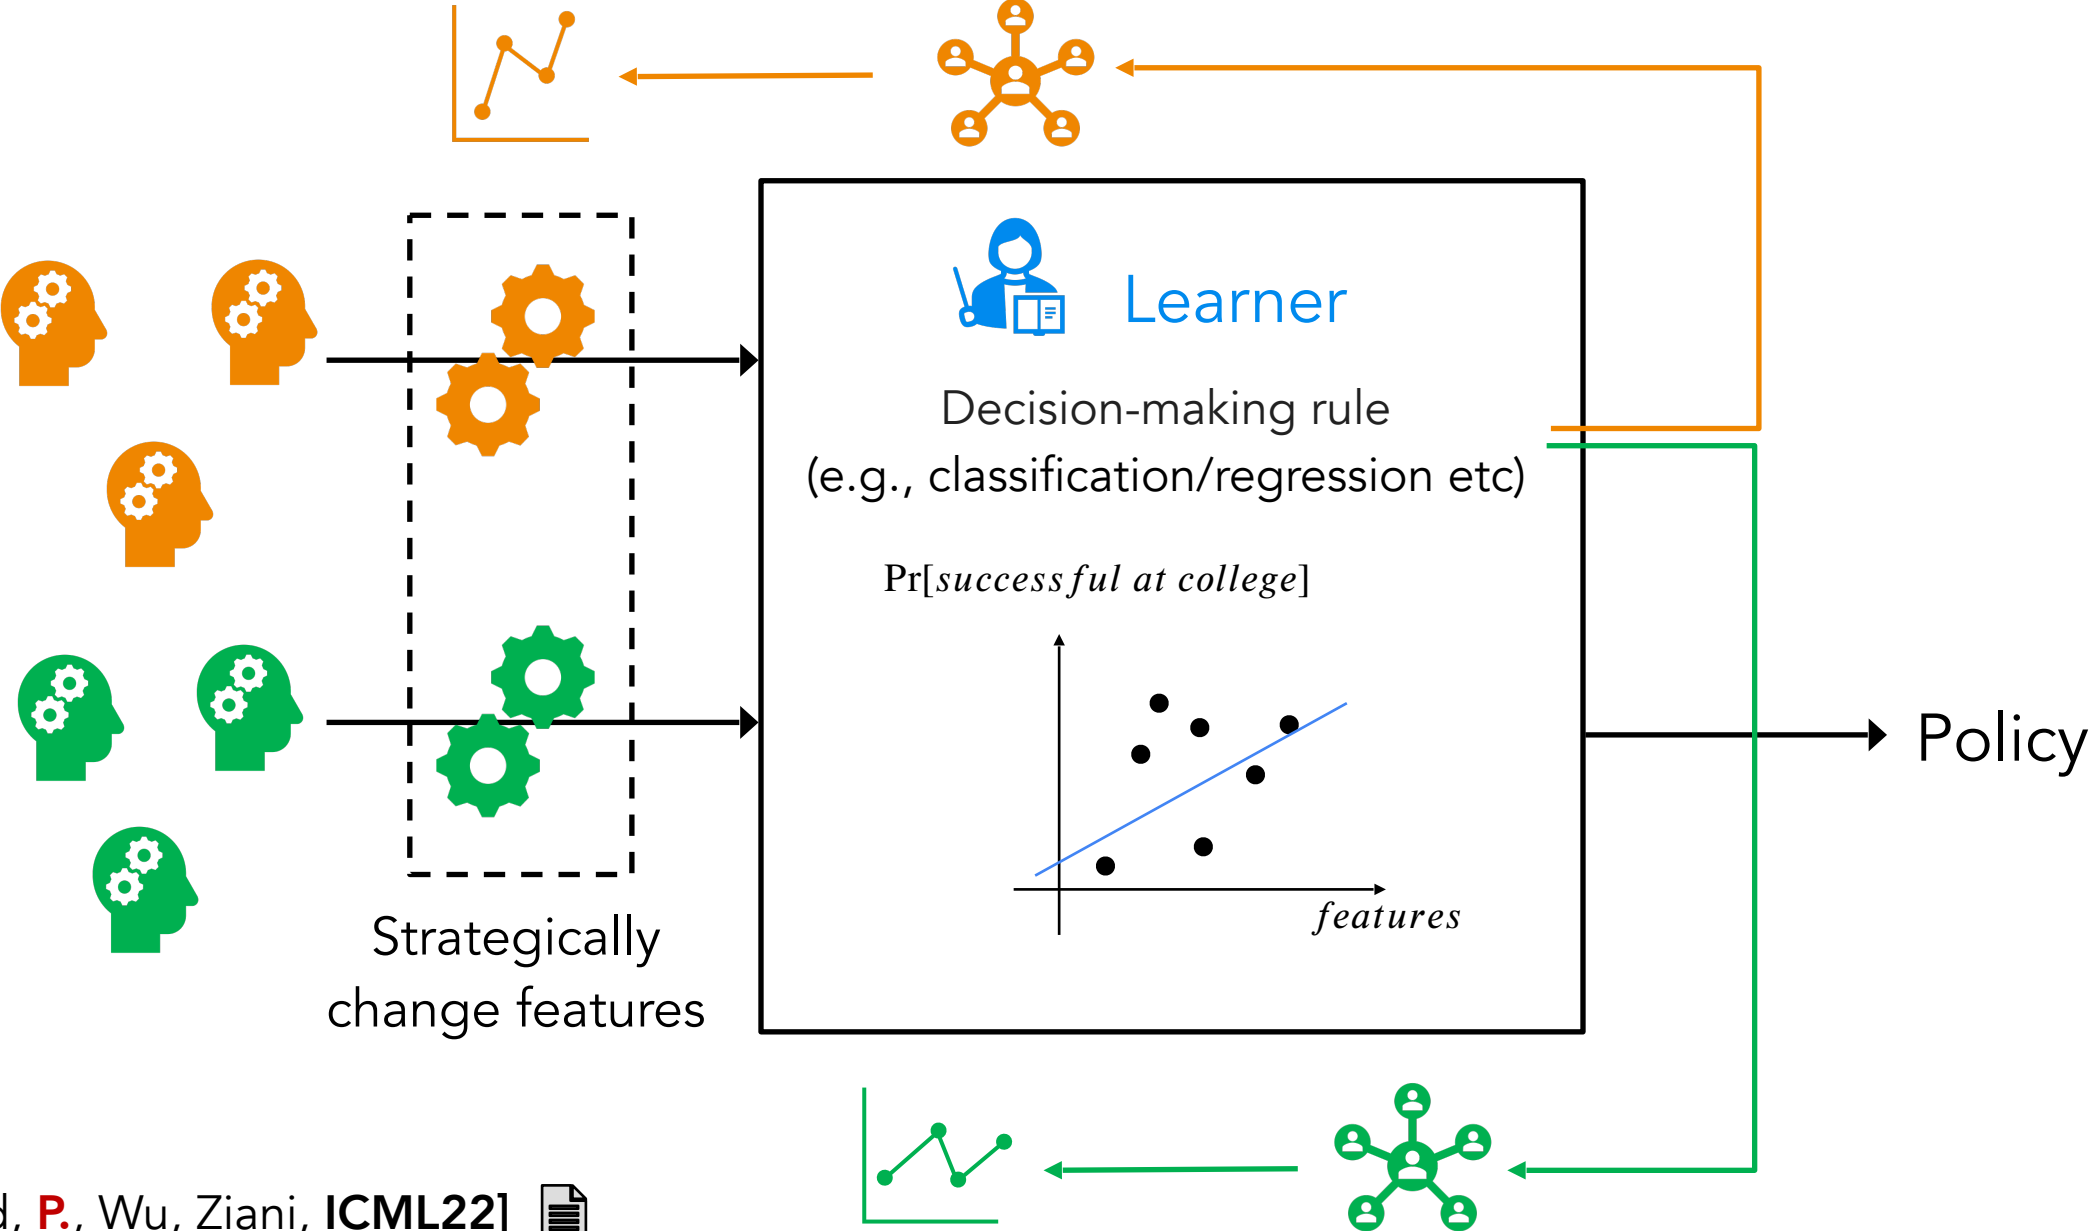 Learner
Decision-making rule
(e.g., classification/regression etc)
Pr[successful at college]
features
Policy
Strategically
change features
P., Wu, Ziani, ICML22]